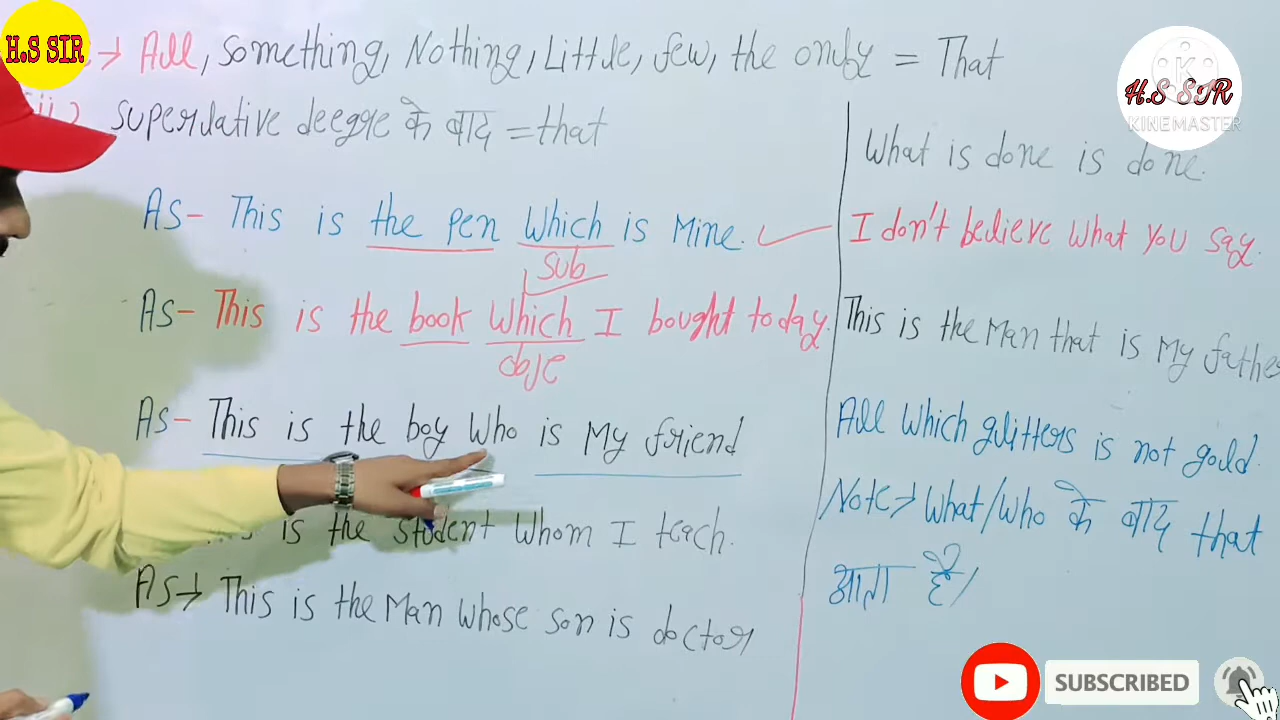 H.S SIR
→ All, Something, Nothing, Little, few, the only = That
ii) Superlative deegre के बाद = that
As- This is the pen Which is Mine.
Sub
As- This is the book Which I bought today.
obje
As- This is the boy Who is My friend
is the student Whom I teach.
As→ This is the Man Whose son is doctor
H.S SIR
KINEMASTER
What is done is done.
I don't believe What You say.
This is the Man that is My fathe
All Which glitters is not gold.
Note→ What/Who के बाद that
आता है।
SUBSCRIBED